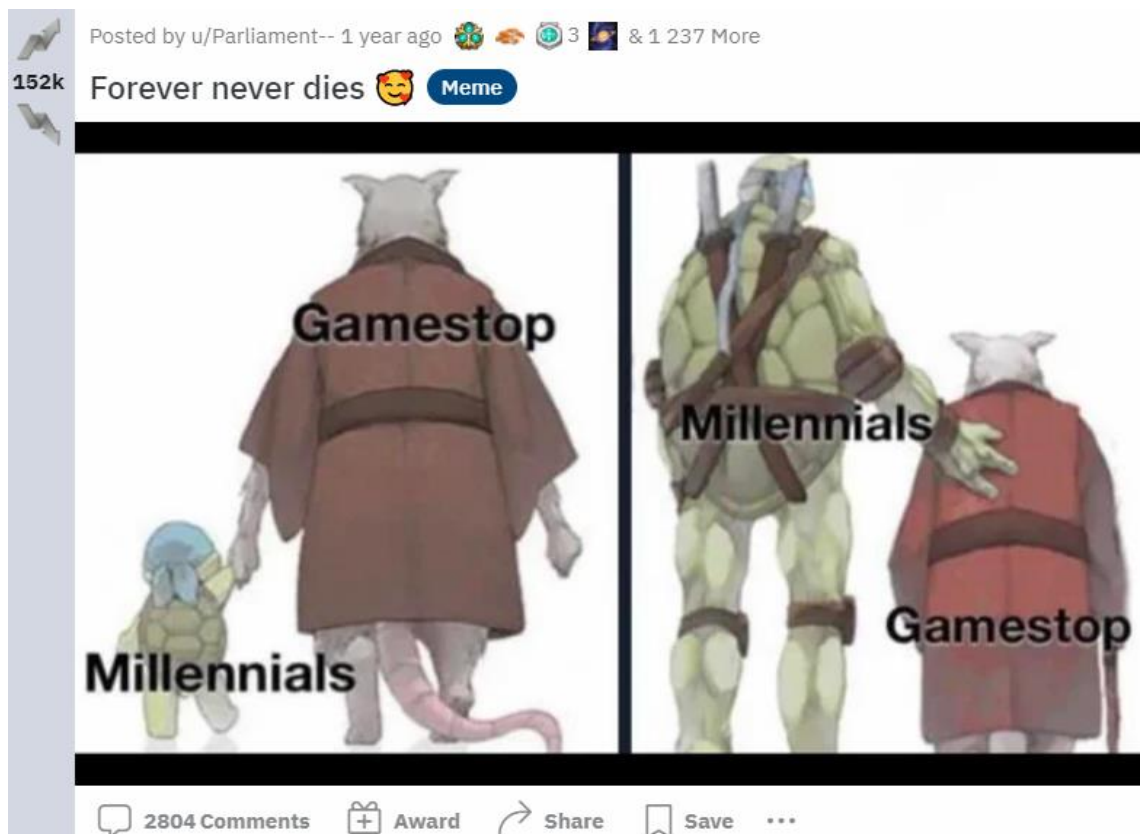 Posted by u/Parliament-- 1 year ago 3 & 1 237 More
152k
Forever never dies 🥰 Meme
Gamestop
Millennials
Millennials
Gamestop
2804 Comments Award Share Save ...